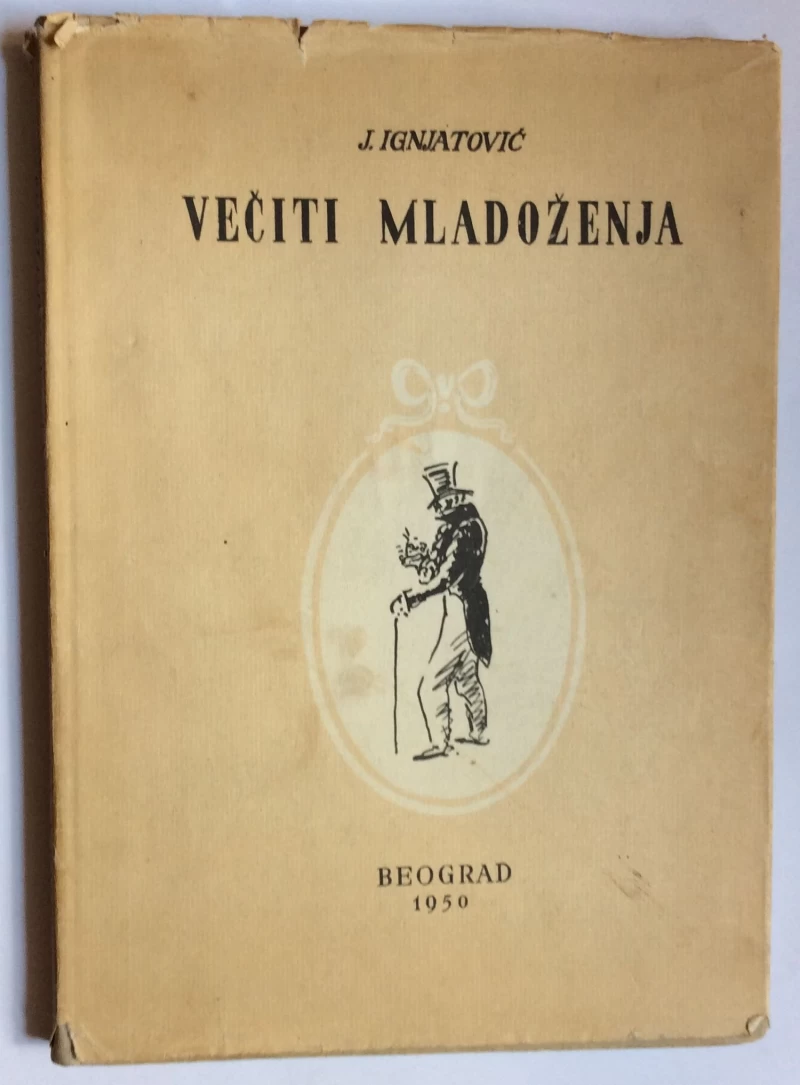 J. IGNJATOVIĆ
VEČITI MLADOŽENJA
BEOGRAD
1950